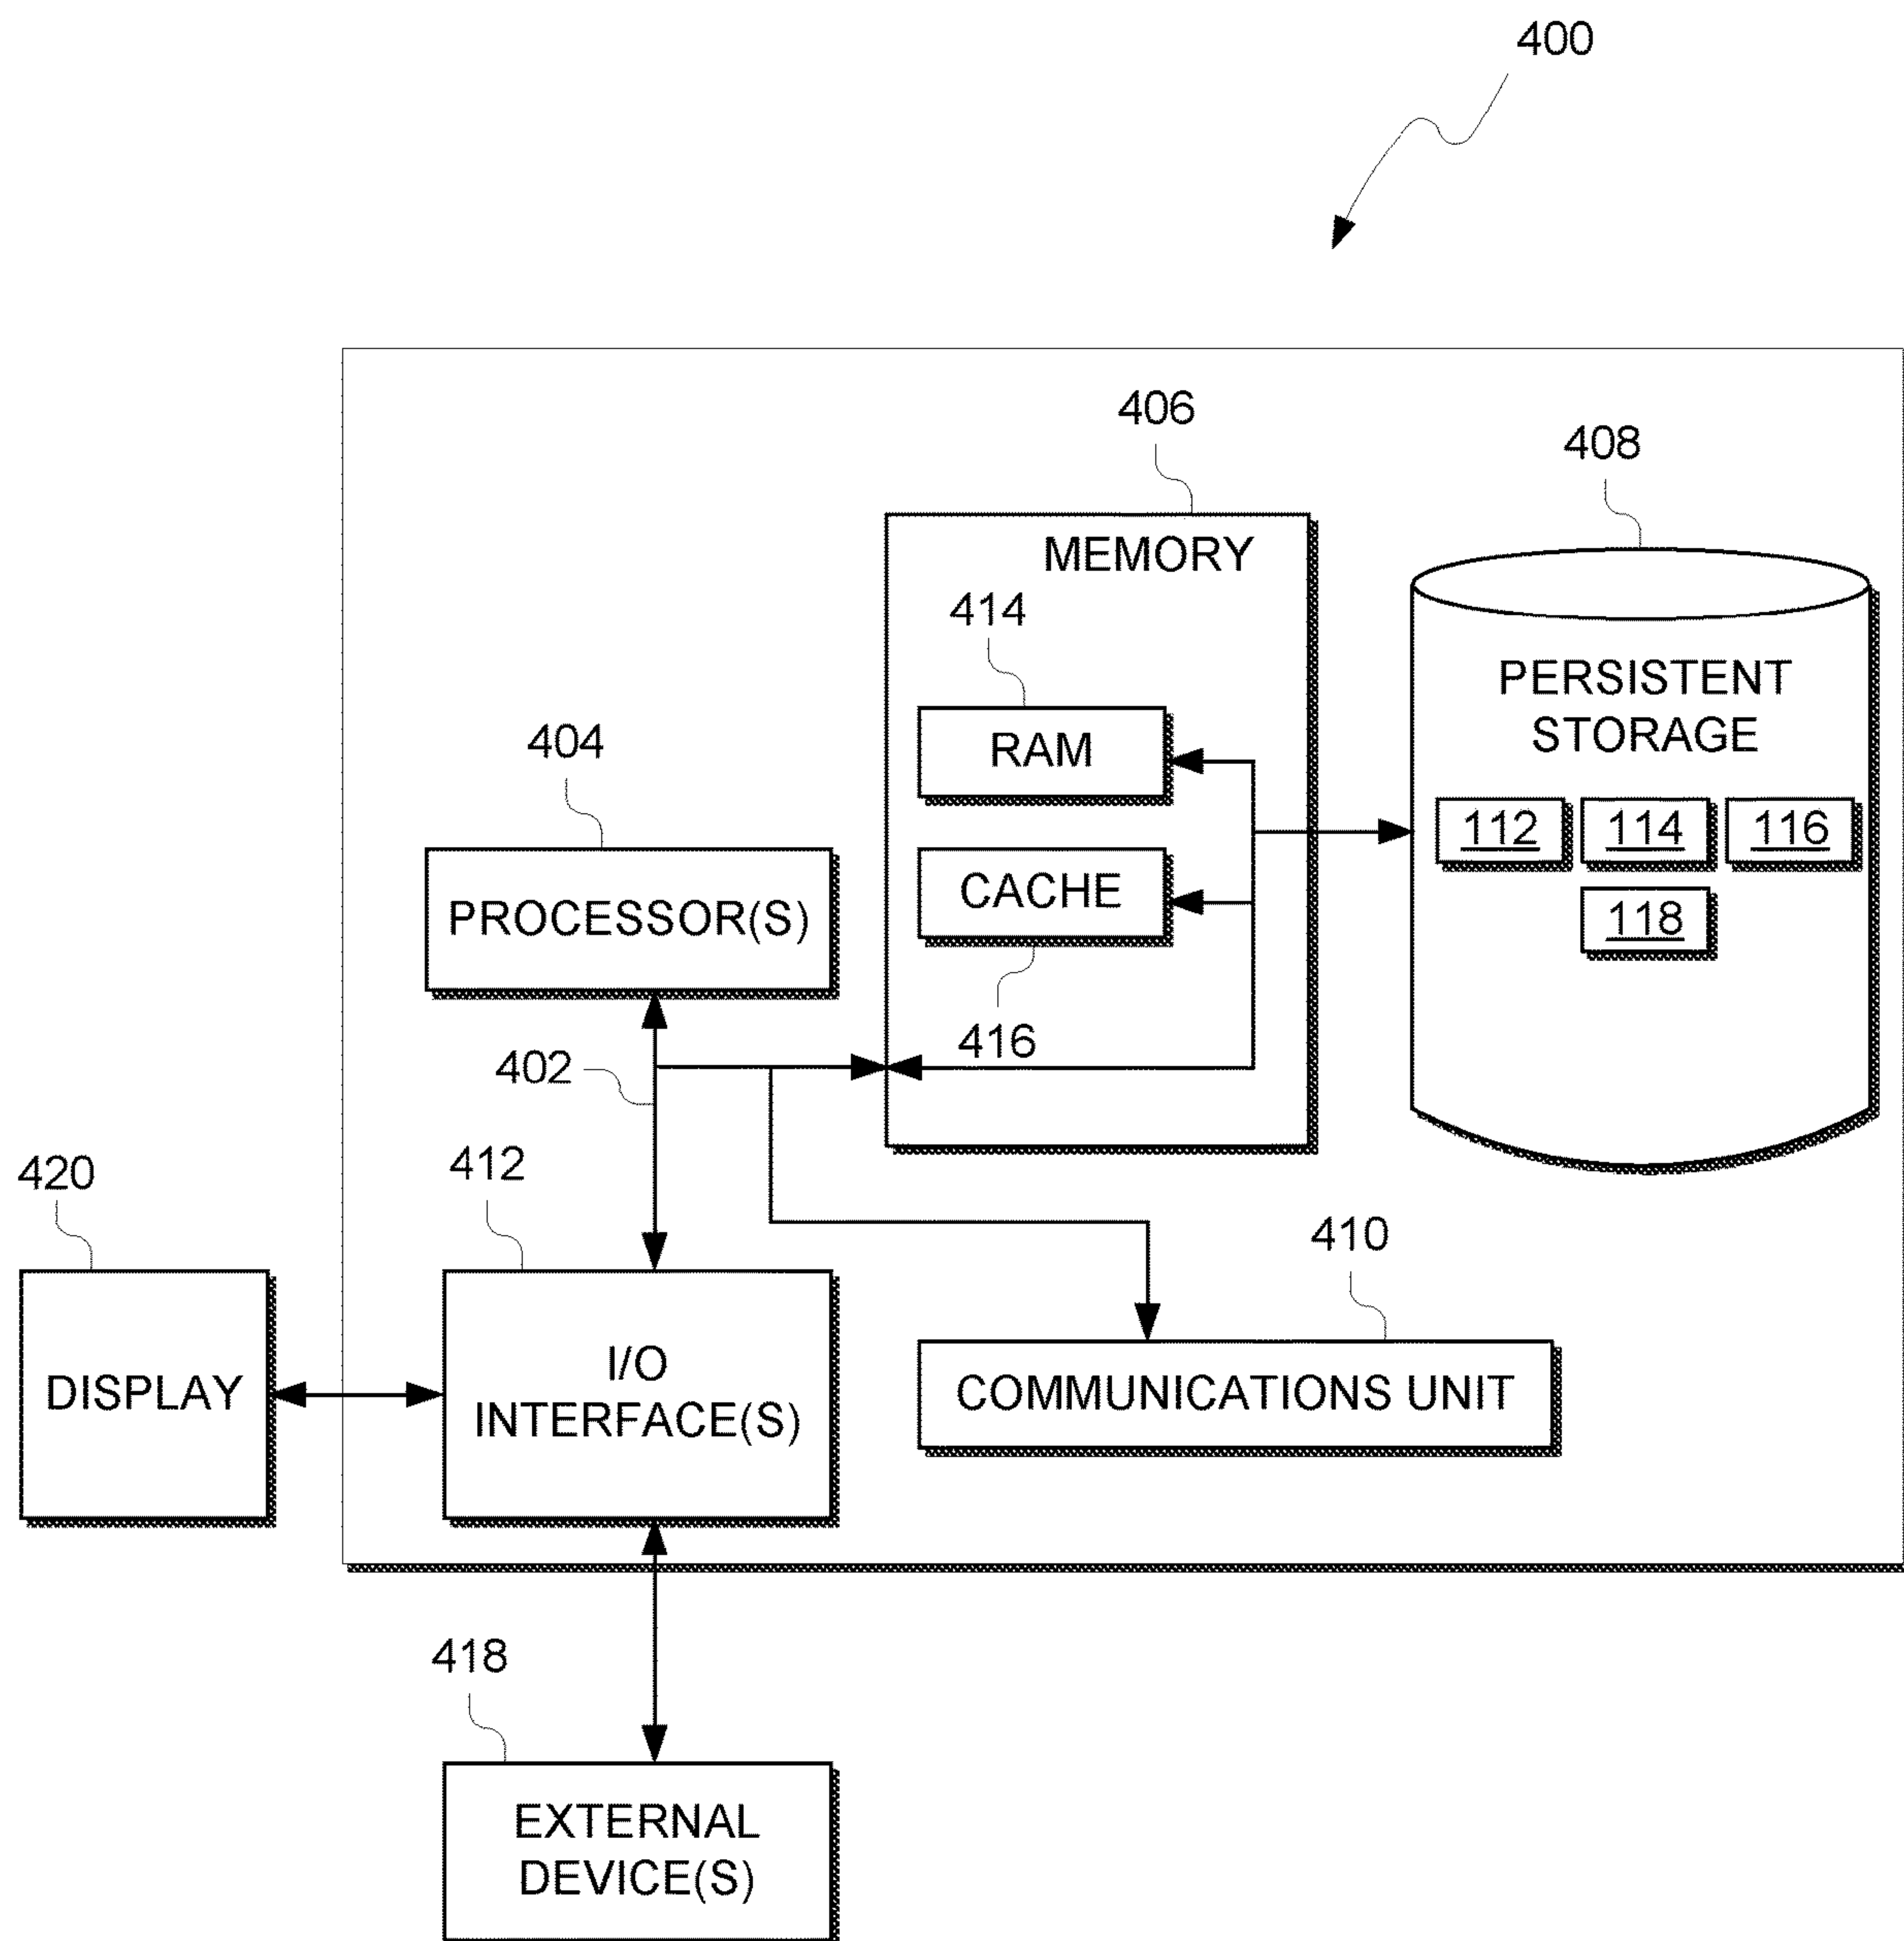 400
406
408
MEMORY
414
PERSISTENT
STORAGE
404
RAM
112 114 116
CACHE
PROCESSOR(S)
118
416
402
420
412
410
I/O
INTERFACE(S)
DISPLAY
COMMUNICATIONS UNIT
418
EXTERNAL
DEVICE(S)